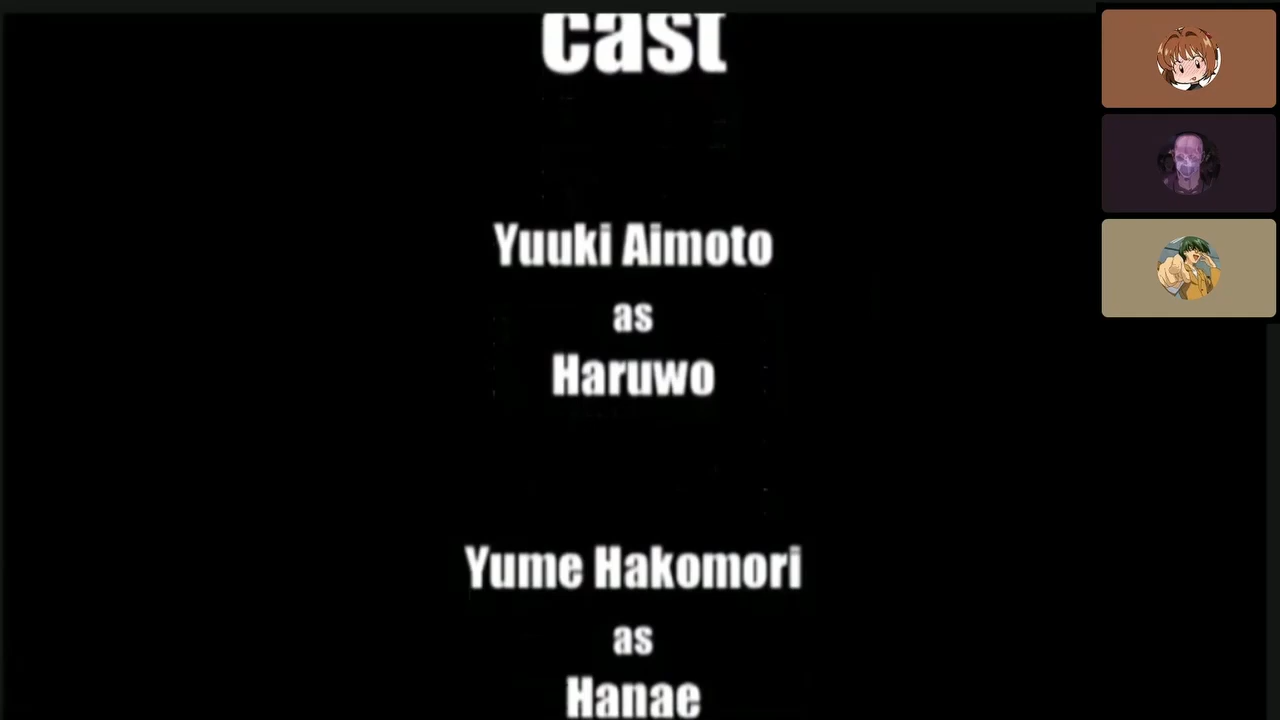 cast
Yuuki Aimoto
as
Haruwo
Yume Hakomori
as
Hanae